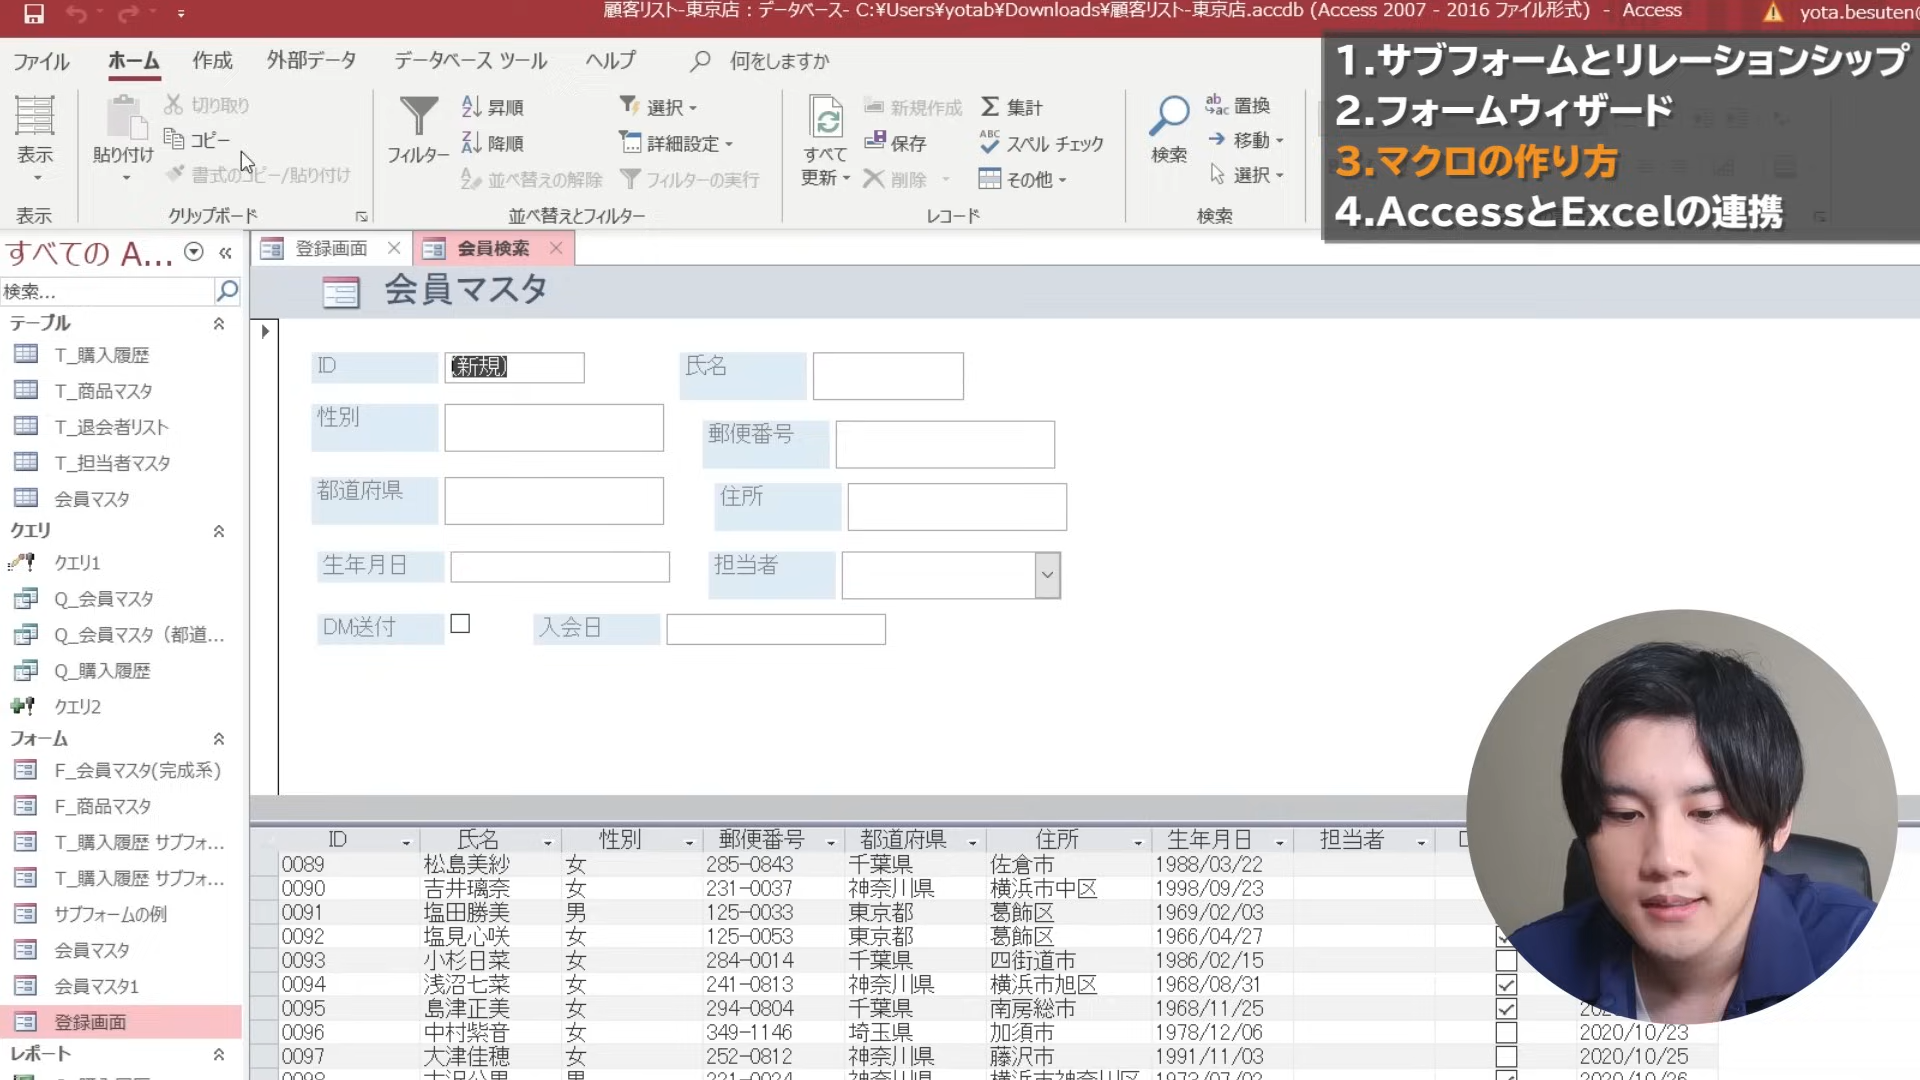 顧客リスト-東京店：データベース- C:¥Users¥yotab¥Downloads¥顧客リスト-東京店.accdb (Access 2007 - 2016 ファイル形式) - Access
yota.besuten@
ファイル ホーム 作成 外部データ データベース ツール ヘルプ 何をしますか
1.サブフォームとリレーションシップ
2.フォームウィザード
3.マクロの作り方
4.AccessとExcelの連携
表示
貼り付け
切り取り
コピー
書式のコピー/貼り付け
フィルター
昇順
降順
並べ替えの解除
選択
詳細設定
フィルターの実行
すべて
更新
新規作成
保存
削除
集計
スペル チェック
その他
検索
置換
移動
選択
表示 クリップボード 並べ替えとフィルター レコード 検索
すべての A...
検索...
テーブル
T_購入履歴
T_商品マスタ
T_退会者リスト
T_担当者マスタ
会員マスタ
クエリ
クエリ1
Q_会員マスタ
Q_会員マスタ（都道...
Q_購入履歴
クエリ2
フォーム
F_会員マスタ(完成系)
F_商品マスタ
T_購入履歴 サブフォ...
T_購入履歴 サブフォ...
サブフォームの例
会員マスタ
会員マスタ1
登録画面
レポート
登録画面 会員検索
会員マスタ
ID (新規) 氏名
性別 郵便番号
都道府県 住所
生年月日 担当者
DM送付 入会日
ID 氏名 性別 郵便番号 都道府県 住所 生年月日 担当者
0089 松島美紗 女 285-0843 千葉県 佐倉市 1988/03/22
0090 吉井璃奈 女 231-0037 神奈川県 横浜市中区 1998/09/23
0091 塩田勝美 男 125-0033 東京都 葛飾区 1969/02/03
0092 塩見心咲 女 125-0053 東京都 葛飾区 1966/04/27
0093 小杉日菜 女 284-0014 千葉県 四街道市 1986/02/15
0094 浅沼七菜 女 241-0813 神奈川県 横浜市旭区 1968/08/31
0095 島津正美 女 294-0804 千葉県 南房総市 1968/11/25
0096 中村紫音 女 349-1146 埼玉県 加須市 1978/12/06 2020/10/23
0097 大津佳穂 女 252-0812 神奈川県 藤沢市 1991/11/03 2020/10/25